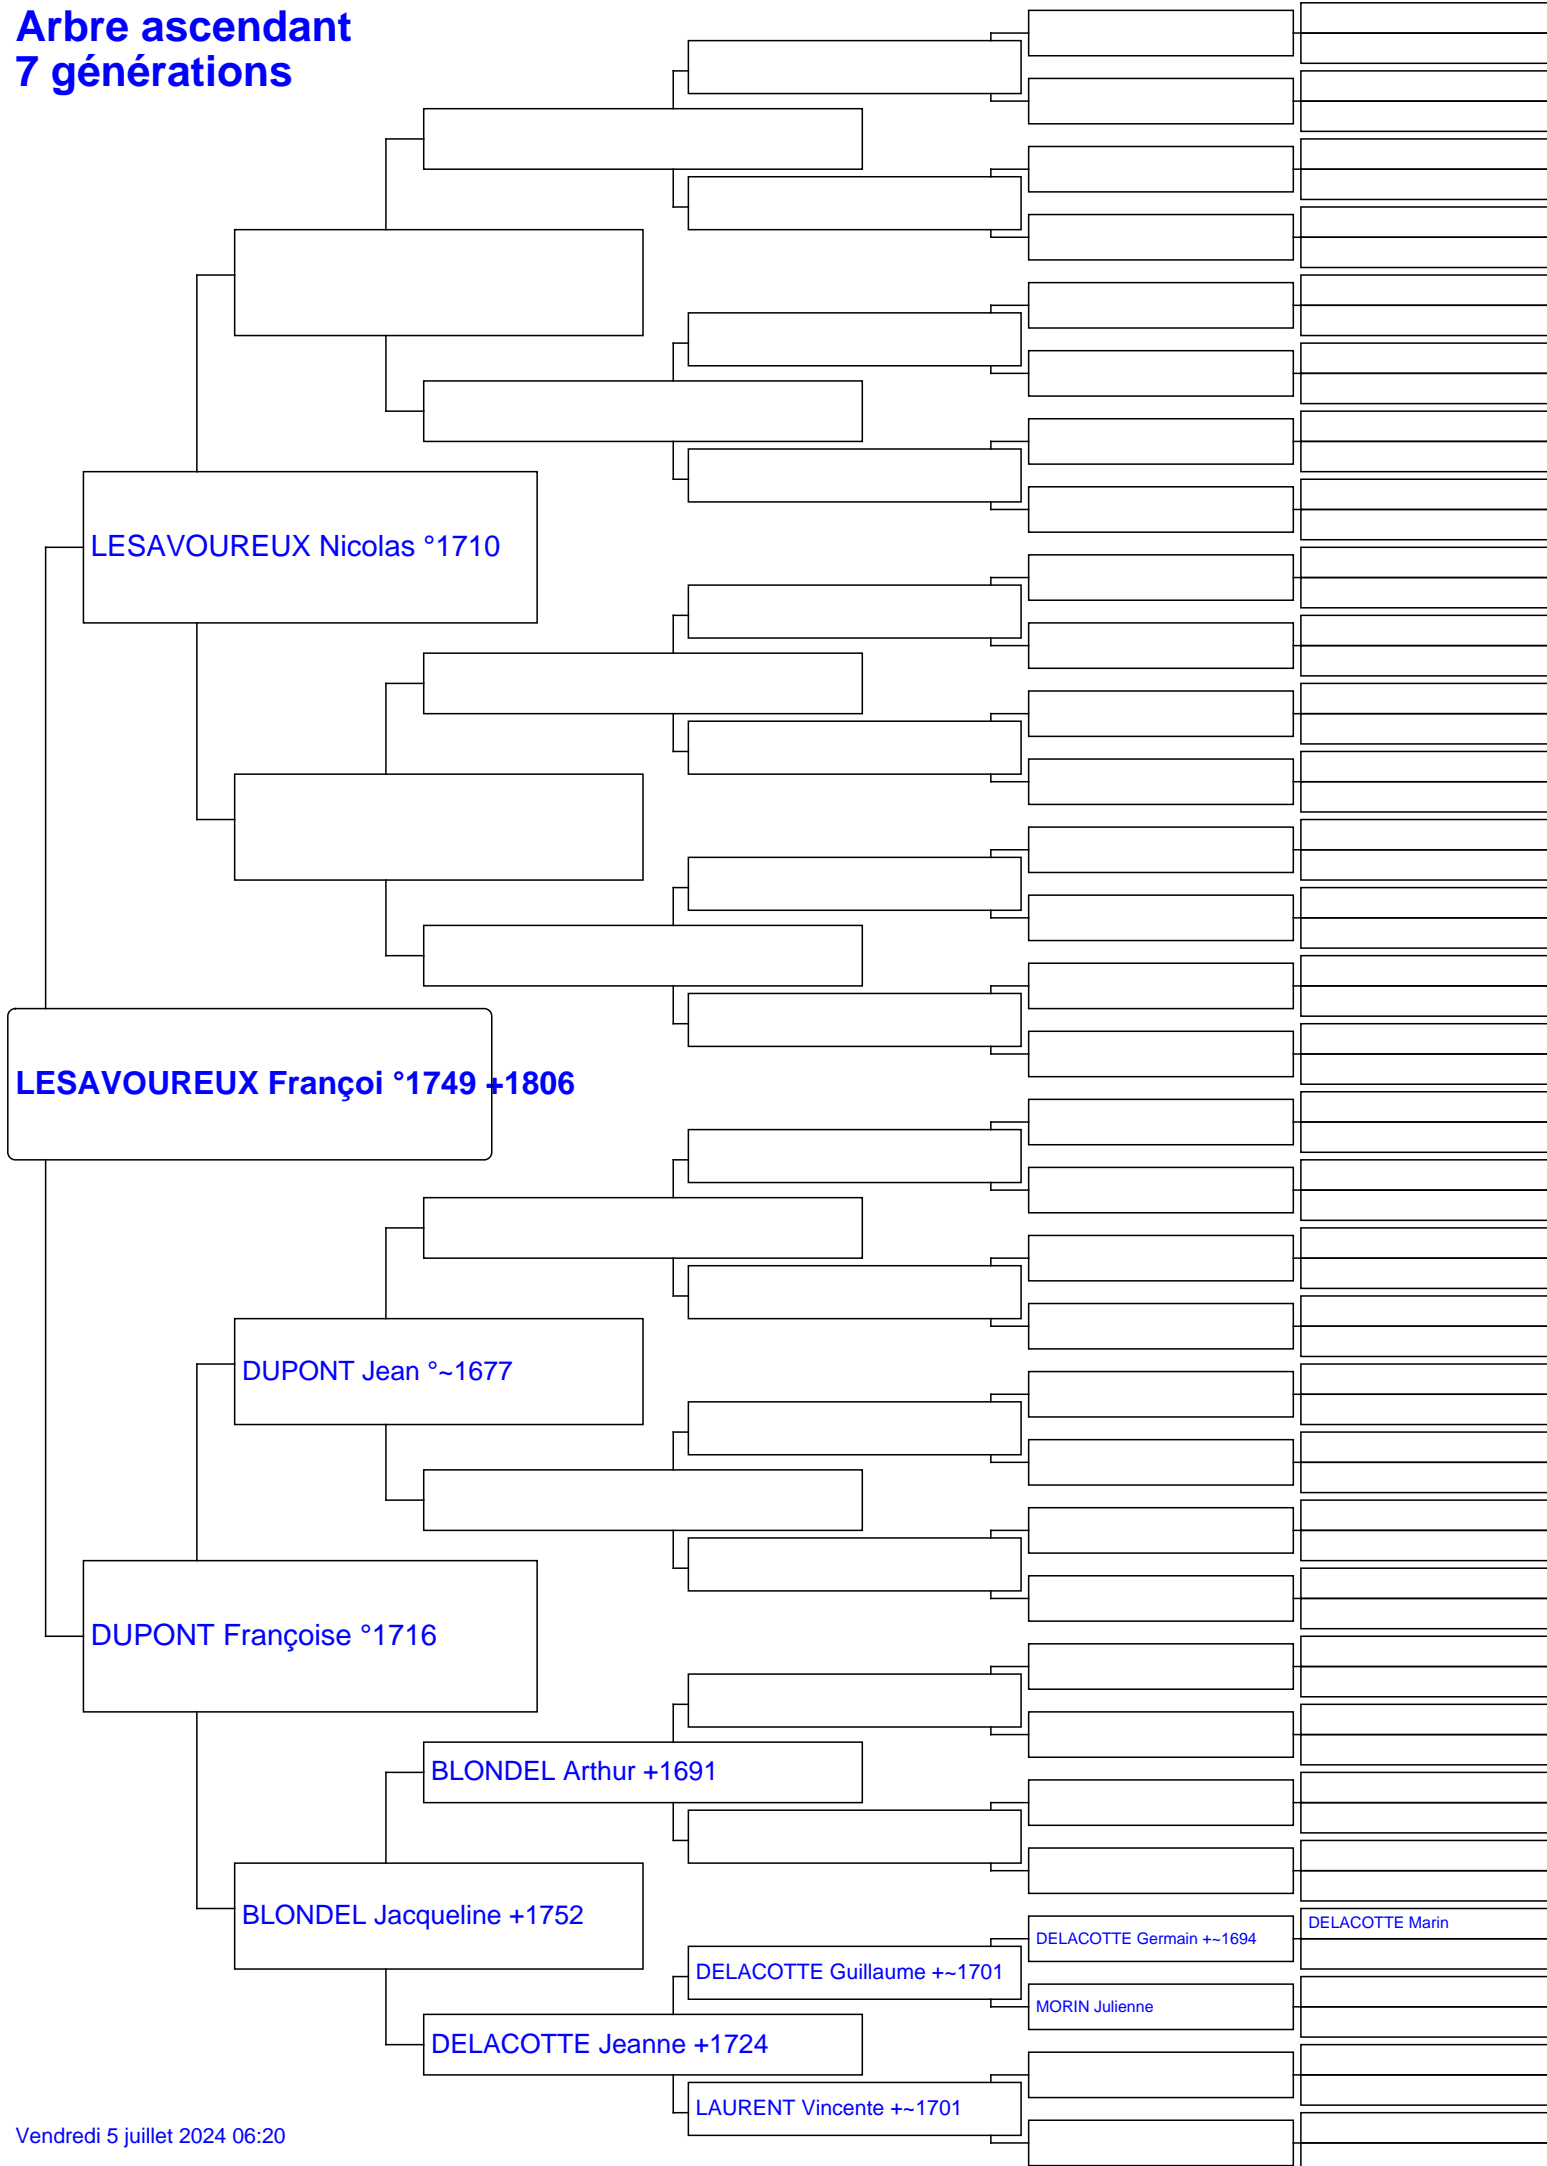 Arbre ascendant
7 générations
LESAVOUREUX Nicolas °1710
LESAVOUREUX Françoi °1749 +1806
DUPONT Jean °~1677
DUPONT Françoise °1716
BLONDEL Arthur +1691
BLONDEL Jacqueline +1752
DELACOTTE Marin
DELACOTTE Germain +~1694
DELACOTTE Guillaume +~1701
MORIN Julienne
DELACOTTE Jeanne +1724
LAURENT Vincente +~1701
Vendredi 5 juillet 2024 06:20